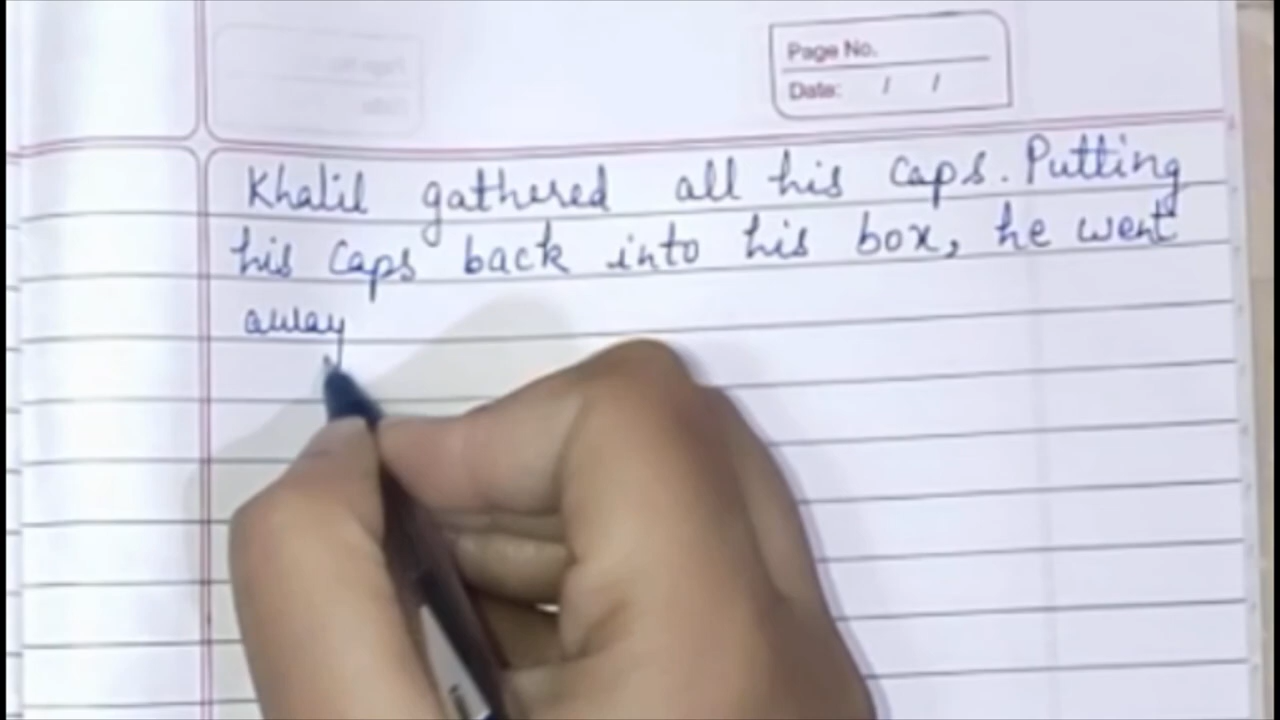 Page No.
Date: / /
Khalil gathered all his caps. Putting
his caps back into his box, he went
away